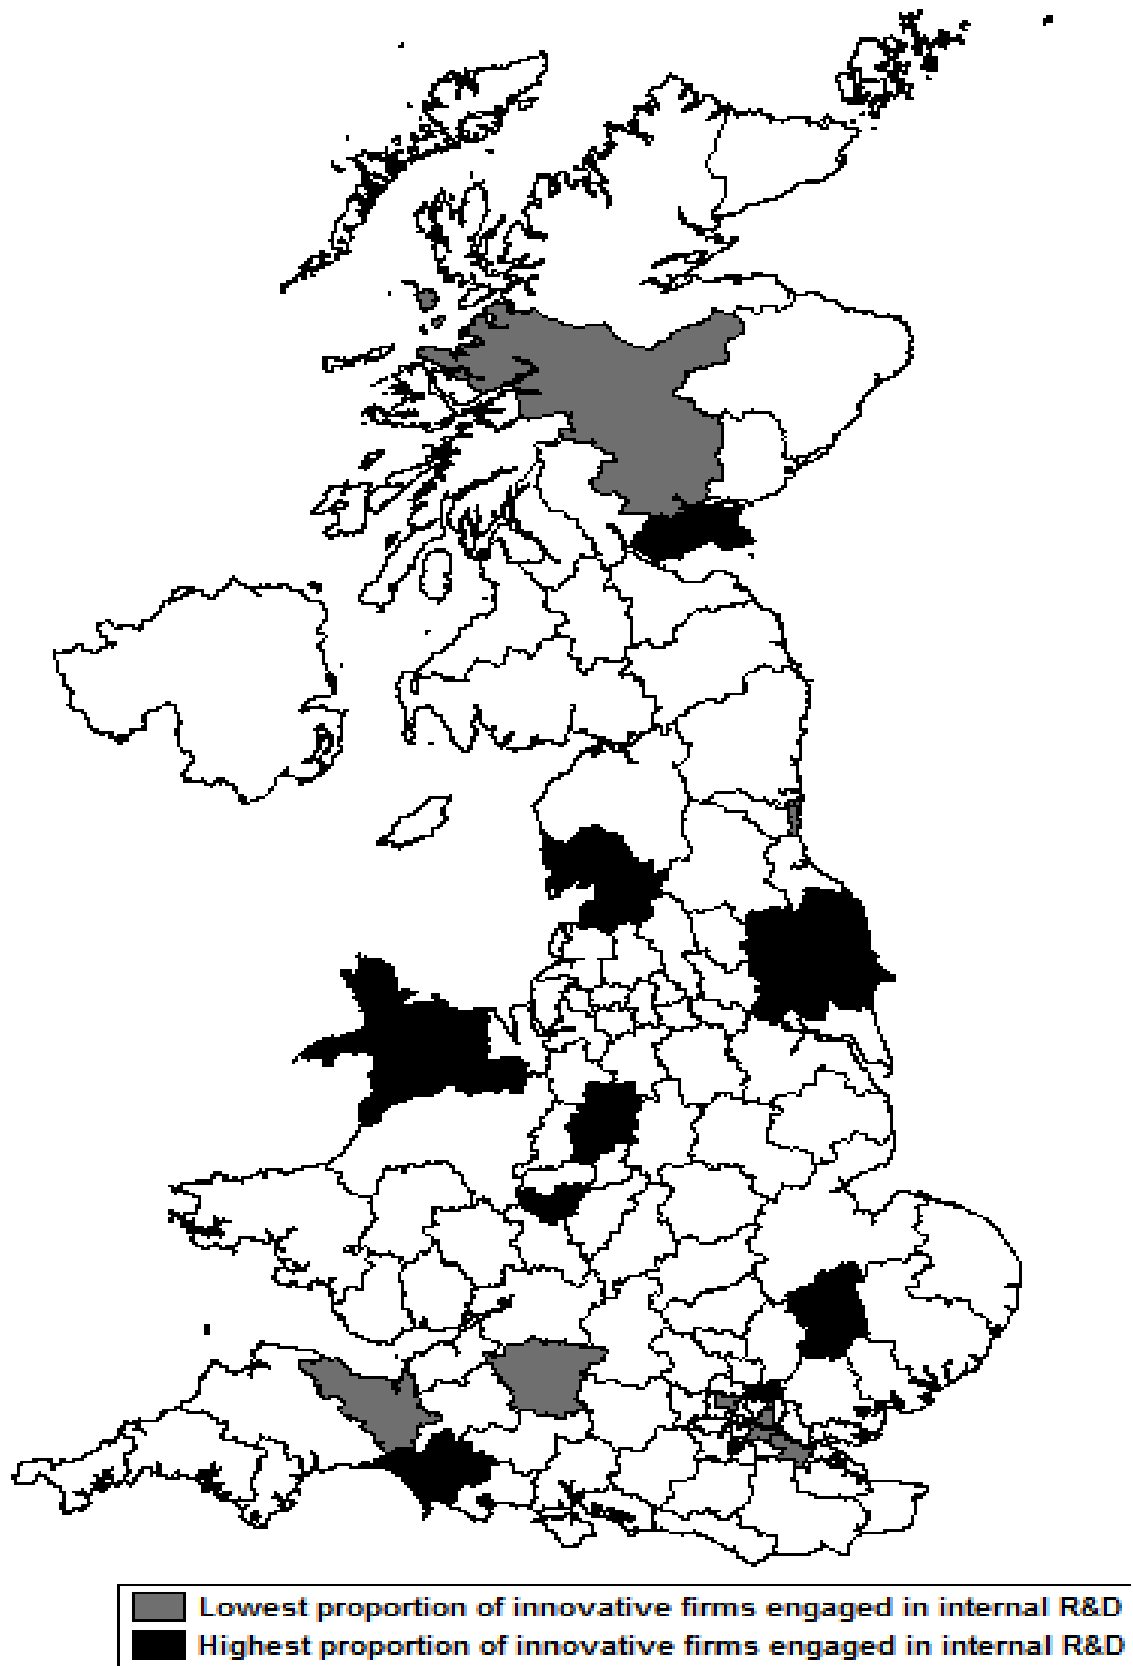 Lowest proportion of innovative firms engaged in internal R&D
Highest proportion of innovative firms engaged in internal R&D